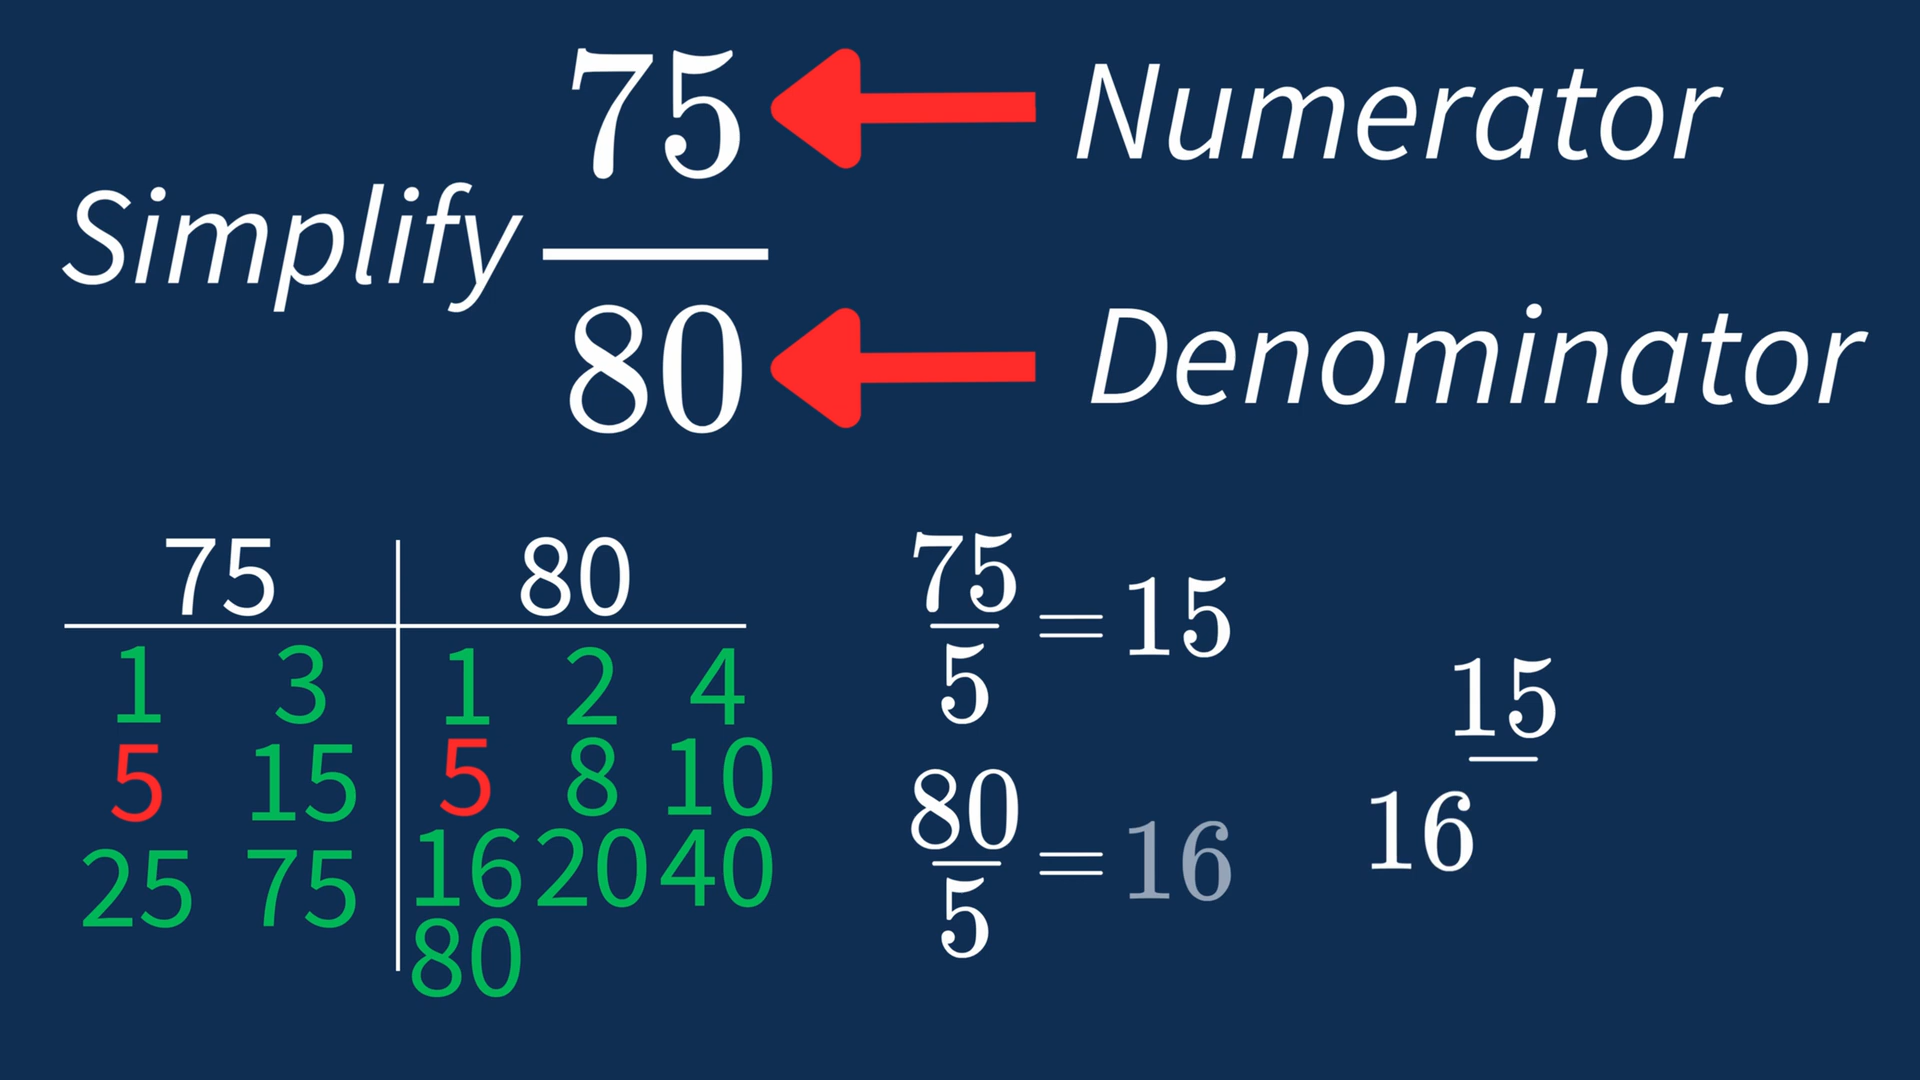 75 Numerator
Simplify
80 Denominator
75 80
1 3 1 2 4
5 15 5 8 10
25 75 16 20 40
80
75
5
= 15
80
5
= 16
15
16